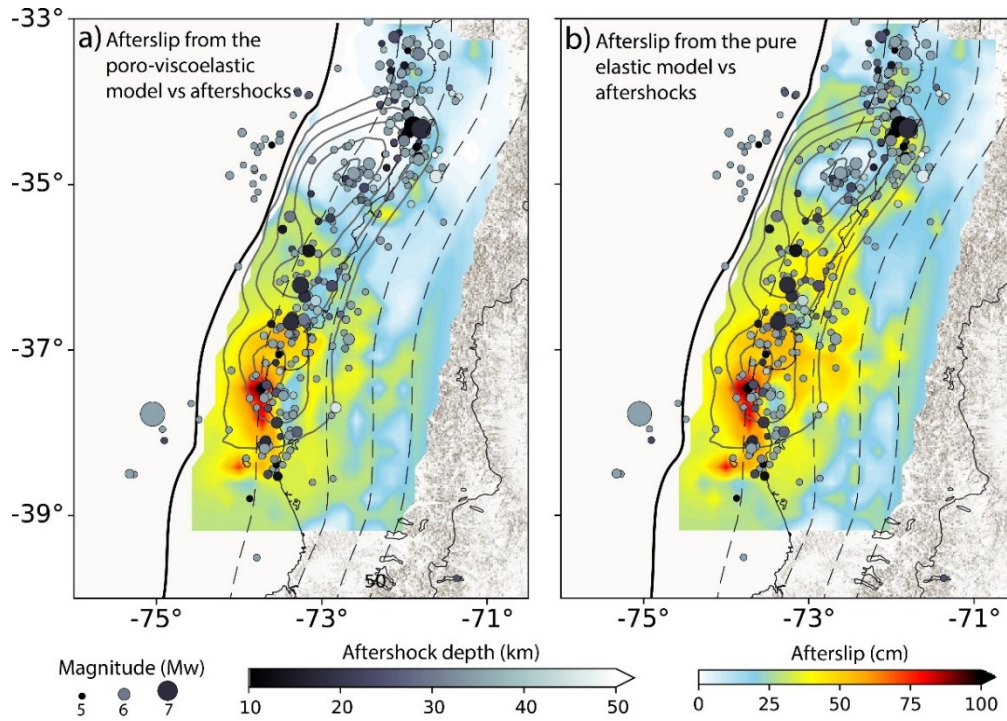 a) Afterslip from the
poro-viscoelastic
model vs aftershocks
b) Afterslip from the pure
elastic model vs
aftershocks
-33°
-35°
-37°
-39°
50
-75°
-73°
-71°
-75°
-73°
-71°
Magnitude (Mw)
5
6
7
Aftershock depth (km)
10
20
30
40
50
Afterslip (cm)
0
25
50
75
100